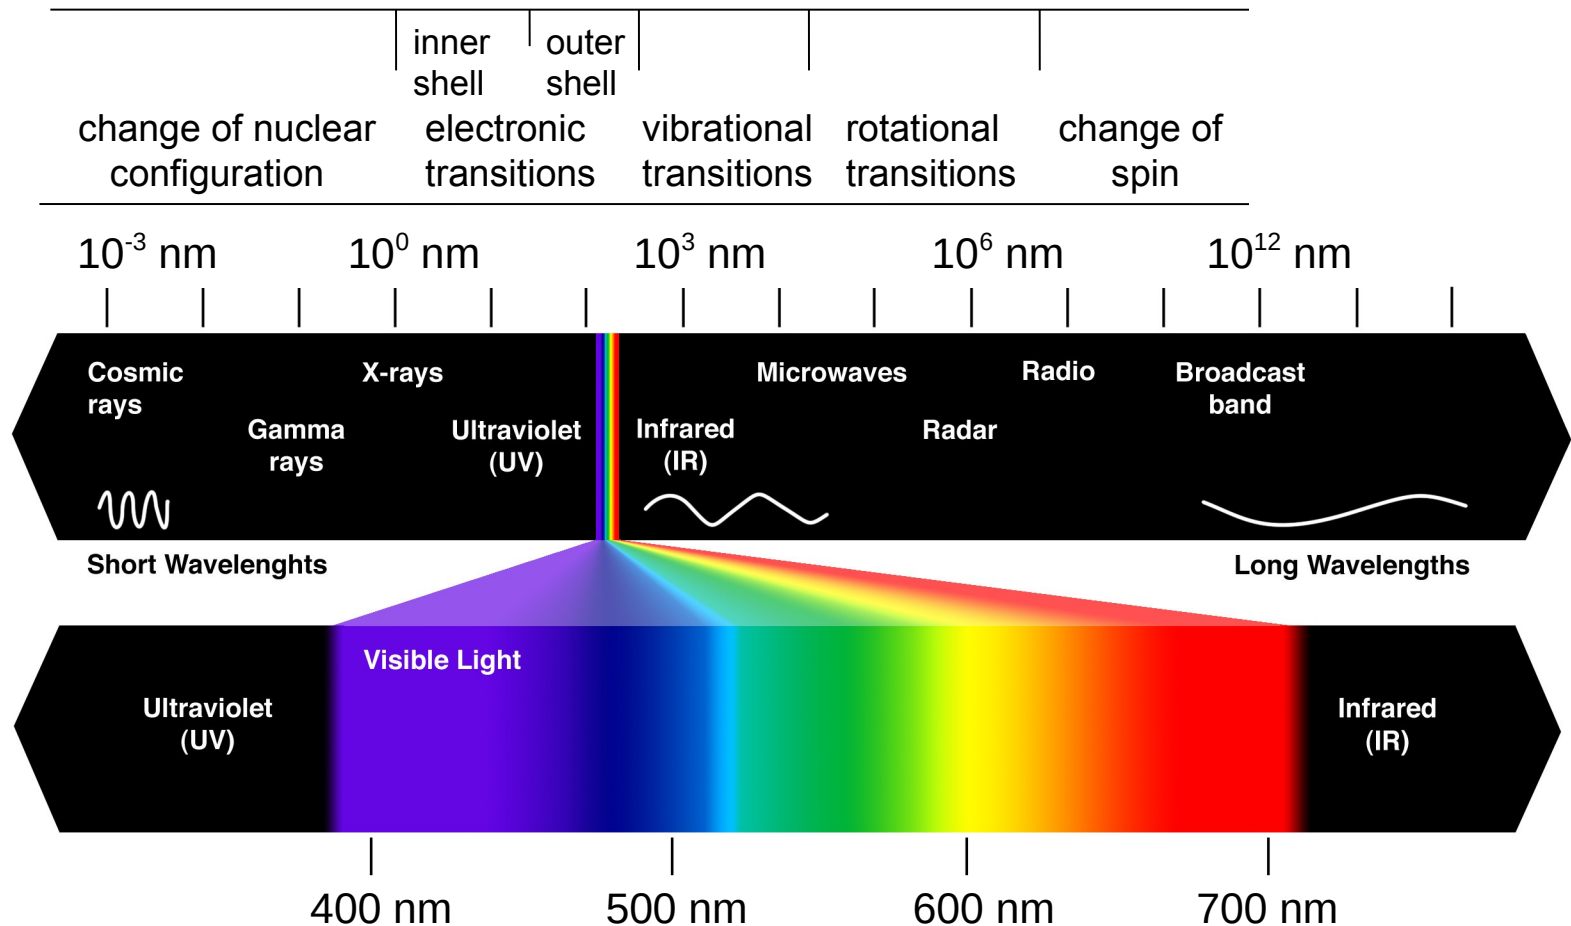 inner outer
shell shell
change of nuclear electronic vibrational rotational change of
configuration transitions transitions transitions spin
10⁻³ nm 10⁰ nm 10³ nm 10⁶ nm 10¹² nm
Cosmic X-rays Microwaves Radio Broadcast
rays band
Gamma Ultraviolet Infrared Radar
rays (UV) (IR)
Short Wavelenghts Long Wavelengths
Visible Light
Ultraviolet Infrared
(UV) (IR)
400 nm 500 nm 600 nm 700 nm